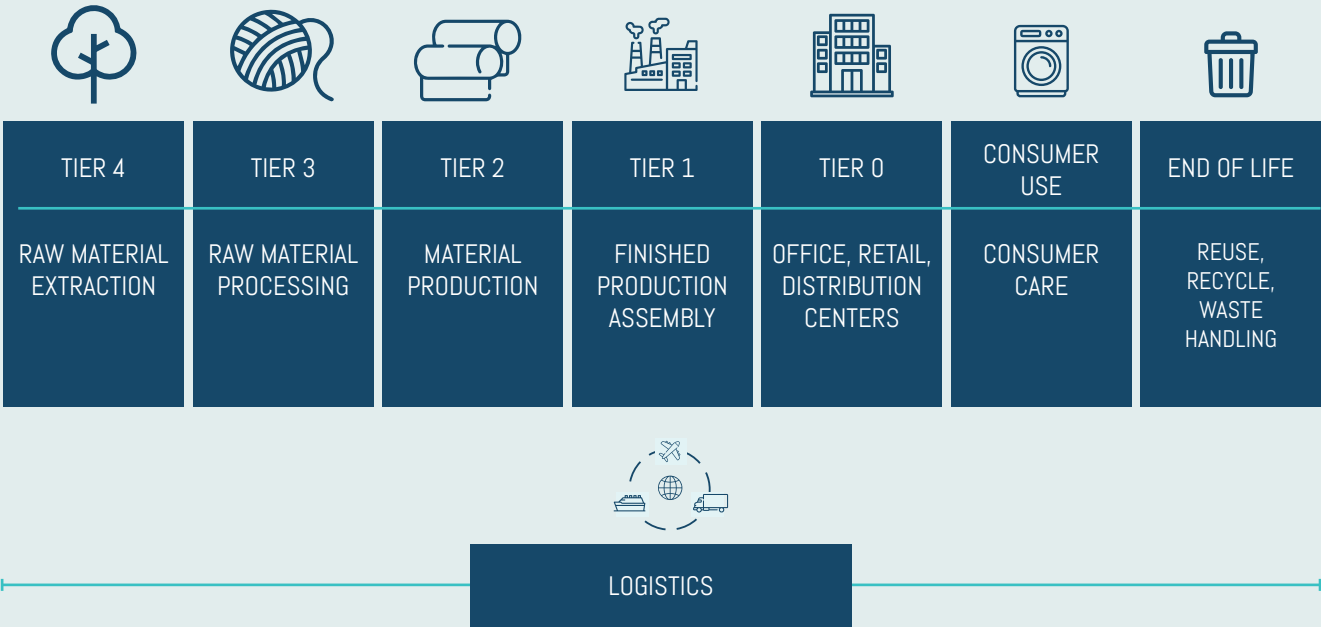 TIER 4
TIER 3
TIER 2
TIER 1
TIER 0
CONSUMER
USE
END OF LIFE
RAW MATERIAL
EXTRACTION
RAW MATERIAL
PROCESSING
MATERIAL
PRODUCTION
FINISHED
PRODUCTION
ASSEMBLY
OFFICE, RETAIL,
DISTRIBUTION
CENTERS
CONSUMER
CARE
REUSE,
RECYCLE,
WASTE
HANDLING
LOGISTICS